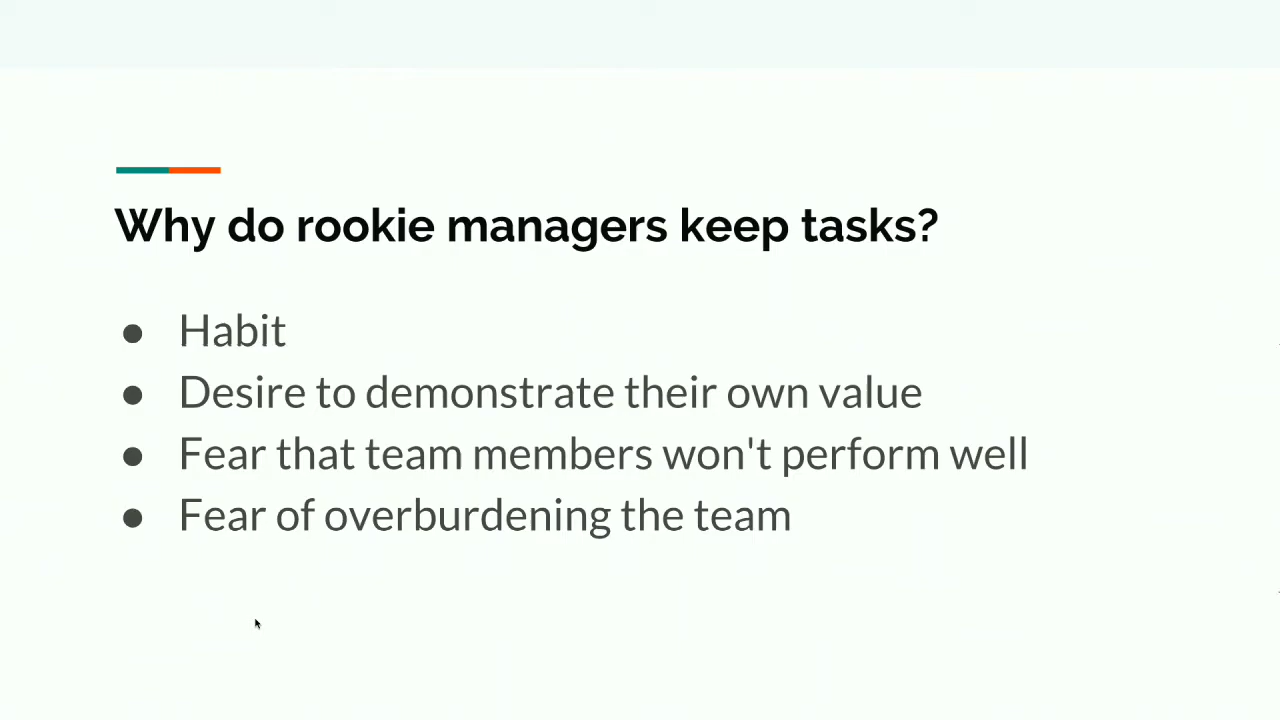 Why do rookie managers keep tasks?
● Habit
● Desire to demonstrate their own value
● Fear that team members won't perform well
● Fear of overburdening the team